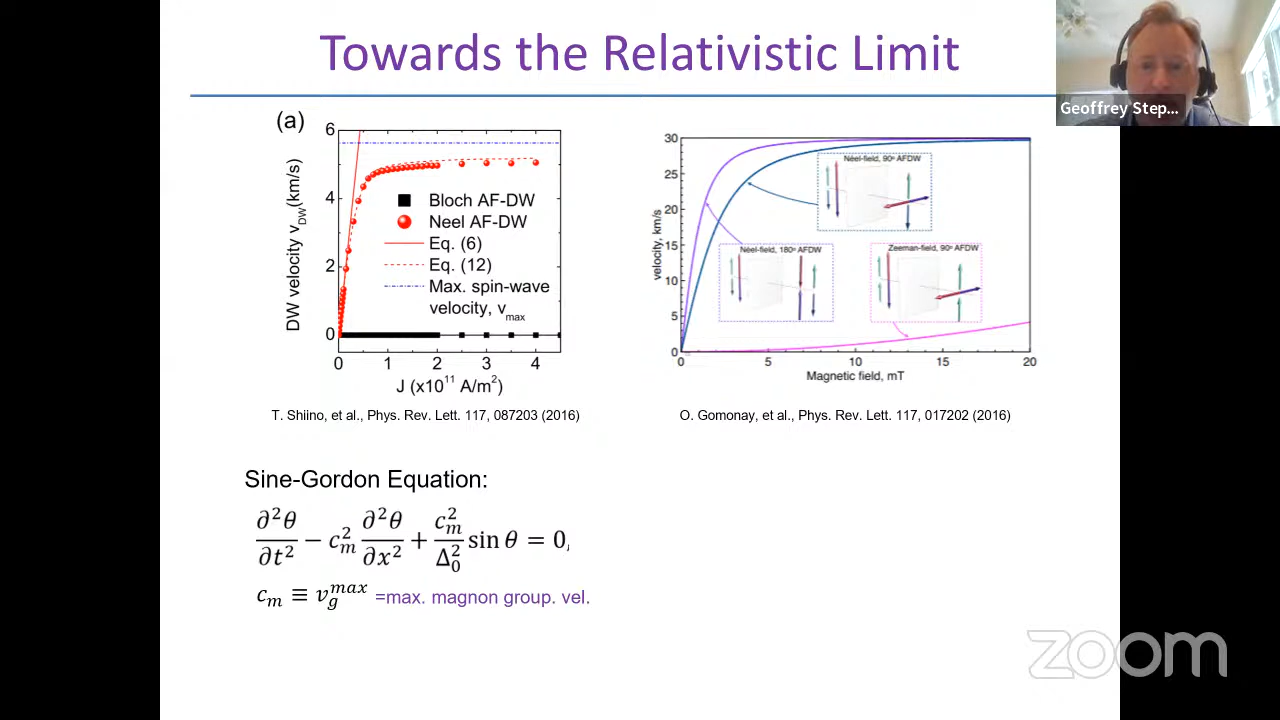 Towards the Relativistic Limit
Geoffrey Step...
(a)
DW velocity v_DW (km/s)
6
4
2
0
Bloch AF-DW
Neel AF-DW
Eq. (6)
Eq. (12)
Max. spin-wave
velocity, v_max
0 1 2 3 4
J (x10^11 A/m^2)
T. Shiino, et al., Phys. Rev. Lett. 117, 087203 (2016)
velocity, km/s
30
25
20
15
10
5
0
Néel-field, 90° AFDW
Néel-field, 180° AFDW
Zeeman-field, 90° AFDW
0 5 10 15 20
Magnetic field, mT
O. Gomonay, et al., Phys. Rev. Lett. 117, 017202 (2016)
Sine-Gordon Equation:
∂²θ/∂t² − c_m² ∂²θ/∂x² + c_m²/Δ_0² sin θ = 0,
c_m ≡ v_g^max =max. magnon group. vel.
zoom